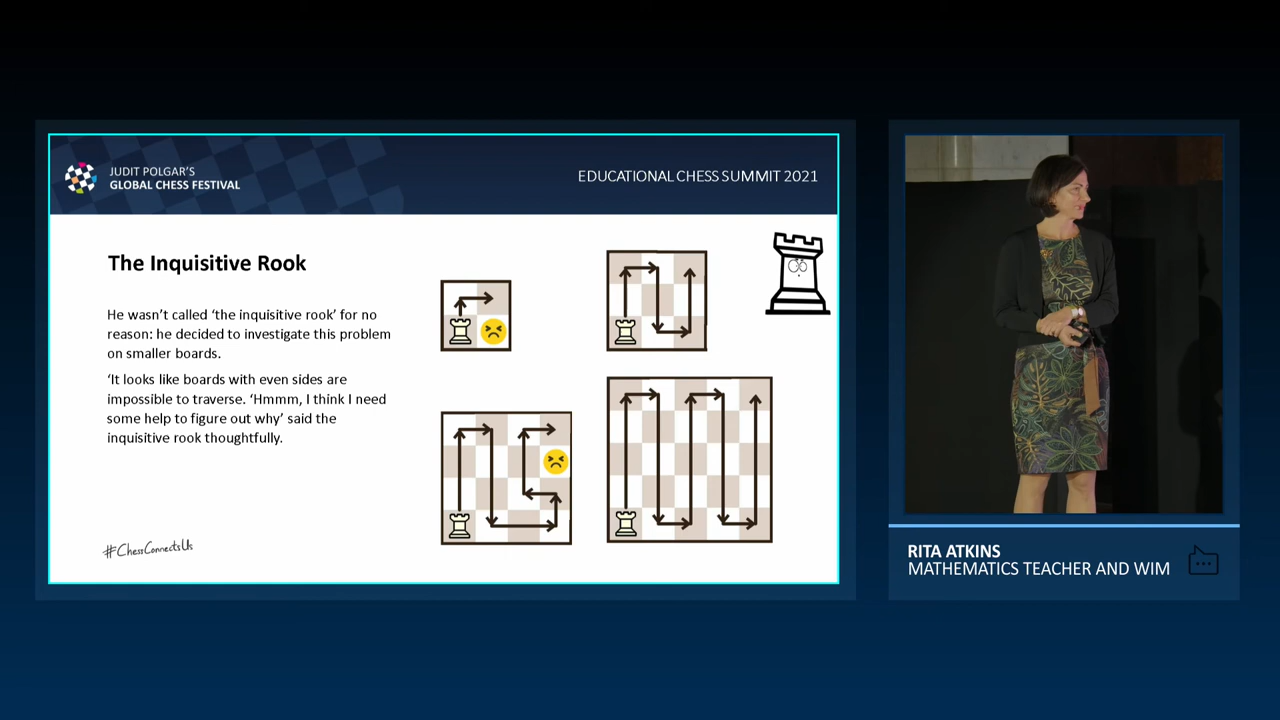 JUDIT POLGAR'S
GLOBAL CHESS FESTIVAL
EDUCATIONAL CHESS SUMMIT 2021
The Inquisitive Rook
He wasn't called 'the inquisitive rook' for no
reason: he decided to investigate this problem
on smaller boards.
'It looks like boards with even sides are
impossible to traverse. 'Hmmm, I think I need
some help to figure out why' said the
inquisitive rook thoughtfully.
#ChessConnectsUs
RITA ATKINS
MATHEMATICS TEACHER AND WIM